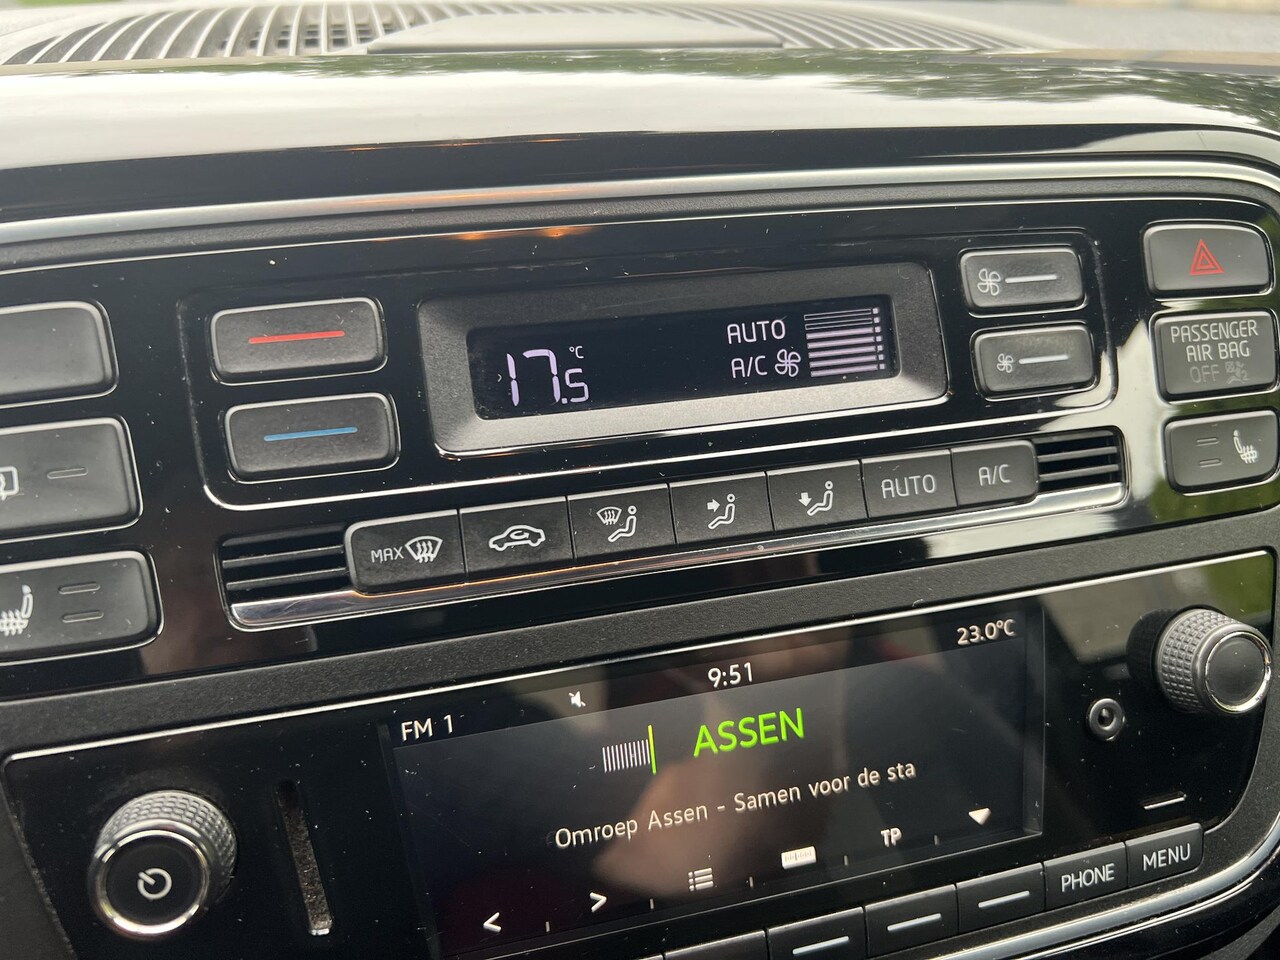 17.5 °C
AUTO
A/C
PASSENGER
AIR BAG
OFF
MAX
AUTO
A/C
23.0°C
9:51
FM 1
ASSEN
Omroep Assen - Samen voor de sta
TP
PHONE
MENU